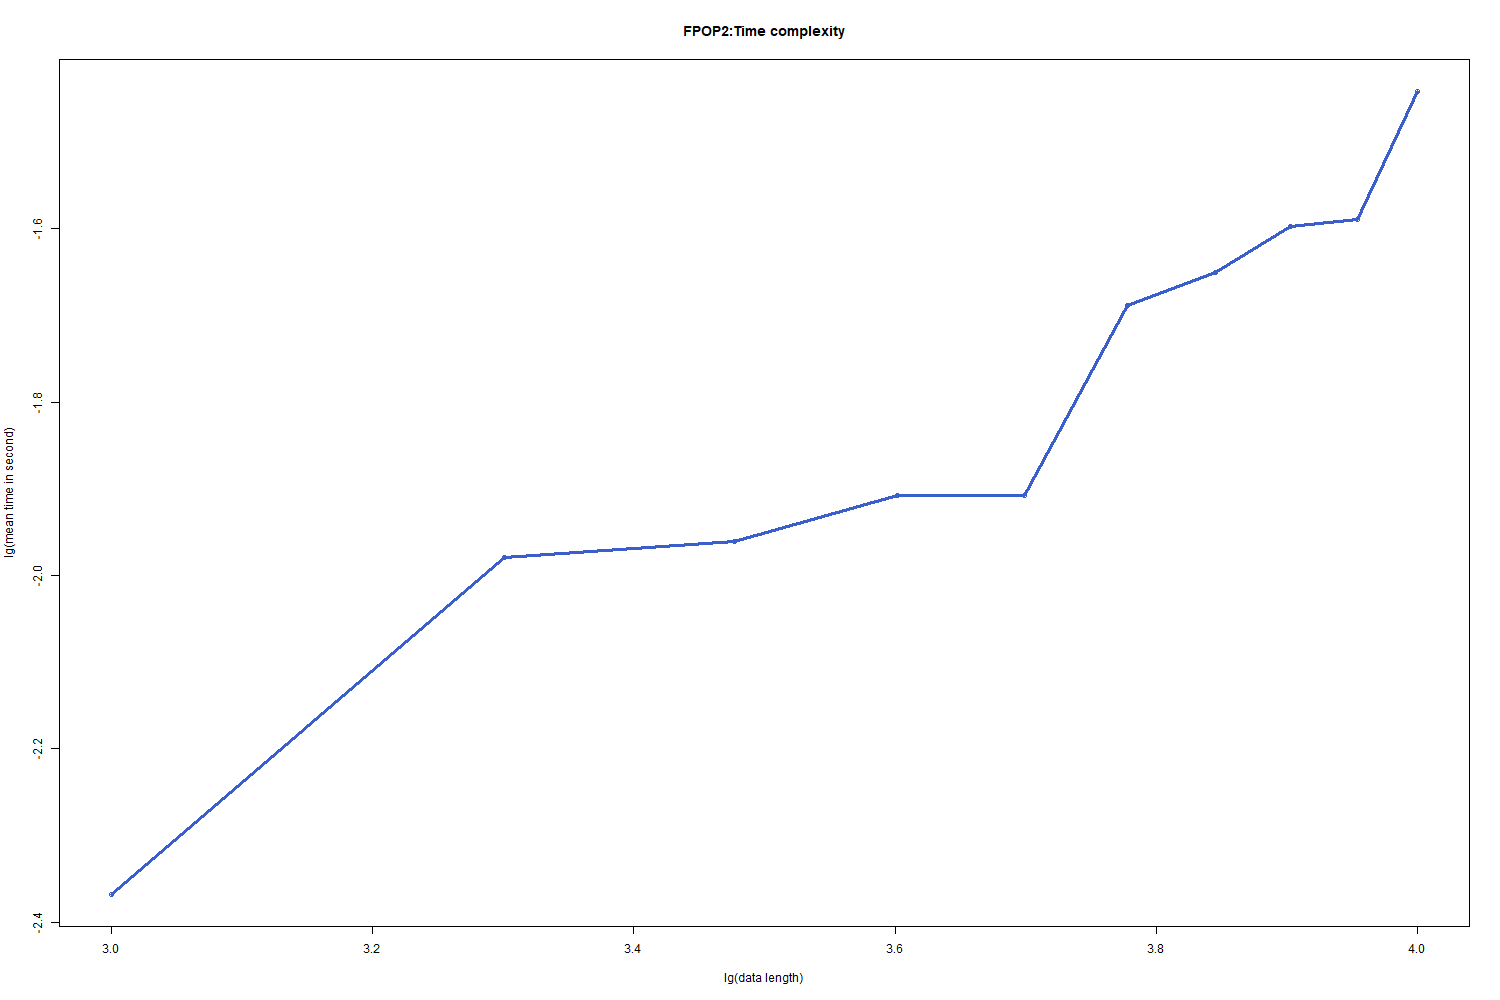 FPOP2:Time complexity
lg(mean time in second)
-1.6
-1.8
-2.0
-2.2
-2.4
3.0 3.2 3.4 3.6 3.8 4.0
lg(data length)